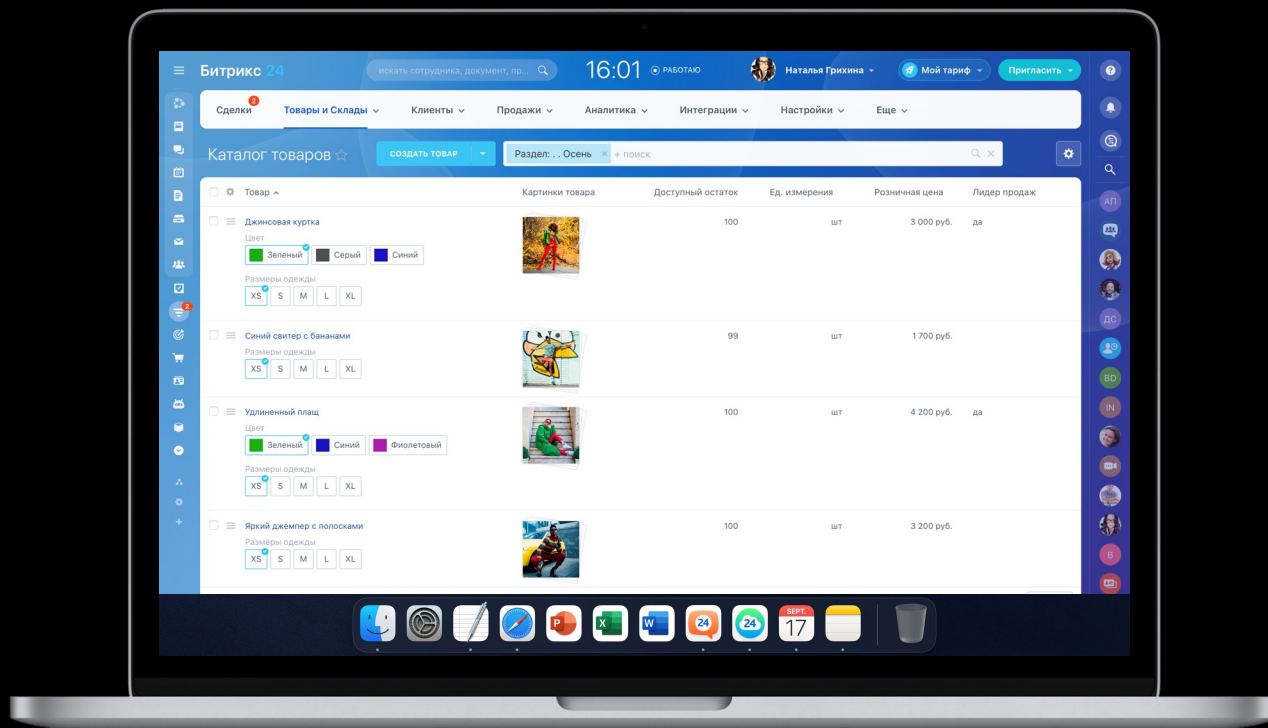 Битрикс 24
искать сотрудника, документ, пр...
16:01
РАБОТАЮ
Наталья Грихина
Мой тариф
Пригласить
Сделки 2
Товары и Склады
Клиенты
Продажи
Аналитика
Интеграции
Настройки
Еще
Каталог товаров
СОЗДАТЬ ТОВАР
Раздел: . . Осень × + поиск
Товар
Картинки товара
Доступный остаток
Ед. измерения
Розничная цена
Лидер продаж
Джинсовая куртка
100
шт
3 000 руб.
да
Цвет
Зеленый Серый Синий
Размеры одежды
XS S M L XL
Синий свитер с бананами
99
шт
1 700 руб.
Размеры одежды
XS S M L XL
Удлиненный плащ
100
шт
4 200 руб.
да
Цвет
Зеленый Синий Фиолетовый
Размеры одежды
XS S M L XL
Яркий джемпер с полосками
100
шт
3 200 руб.
Размеры одежды
XS S M L XL
2
?
АП
ДС
BD
IN
В
P
X
W
24
24
SEPT.
17